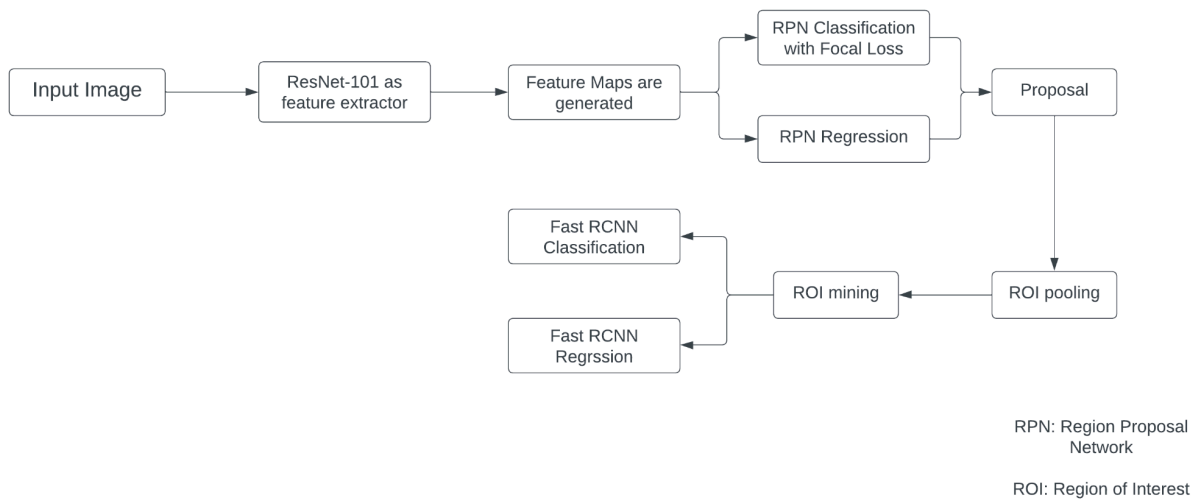 Input Image
ResNet-101 as
feature extractor
Feature Maps are
generated
RPN Classification
with Focal Loss
RPN Regression
Proposal
ROI pooling
ROI mining
Fast RCNN
Classification
Fast RCNN
Regrssion
RPN: Region Proposal
Network
ROI: Region of Interest